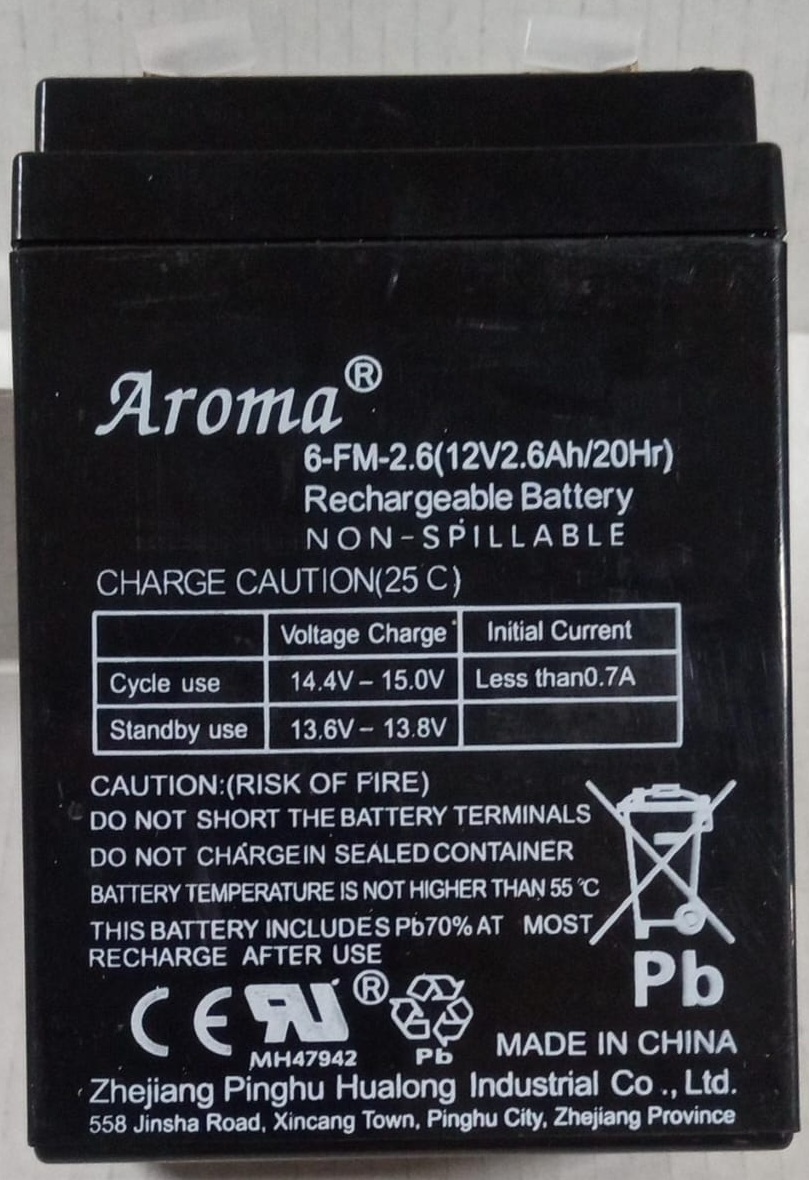 Aroma®
6-FM-2.6(12V2.6Ah/20Hr)
Rechargeable Battery
NON-SPILLABLE
CHARGE CAUTION(25 C)
Voltage Charge Initial Current
Cycle use 14.4V – 15.0V Less than0.7A
Standby use 13.6V – 13.8V
CAUTION:(RISK OF FIRE)
DO NOT SHORT THE BATTERY TERMINALS
DO NOT CHARGEIN SEALED CONTAINER
BATTERY TEMPERATURE IS NOT HIGHER THAN 55 °C
THIS BATTERY INCLUDES Pb70% AT MOST
RECHARGE AFTER USE
Pb
CE RU®
MH47942 Pb MADE IN CHINA
Zhejiang Pinghu Hualong Industrial Co ., Ltd.
558 Jinsha Road, Xincang Town, Pinghu City, Zhejiang Province